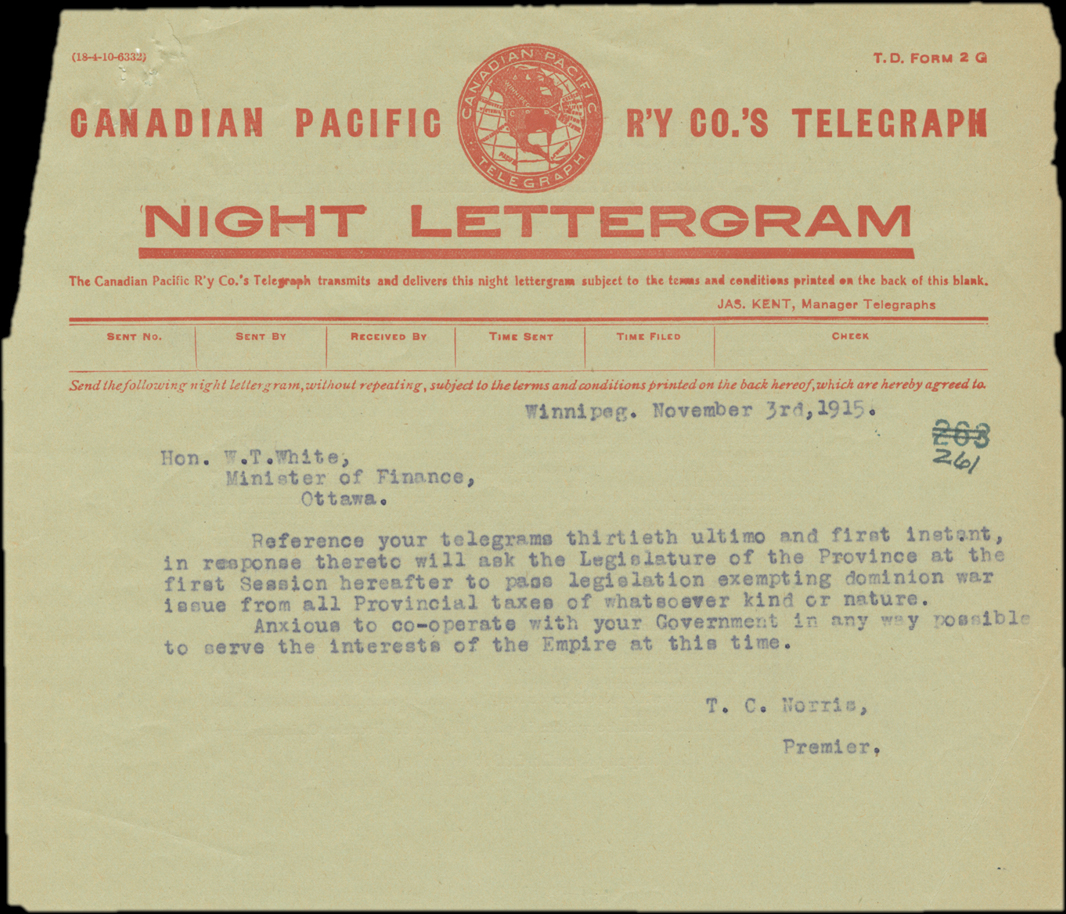 (18-4-10-6332)
T. D. FORM 2 G
CANADIAN PACIFIC R'Y CO.'S TELEGRAPH
CANADIAN PACIFIC
TELEGRAPH
NIGHT LETTERGRAM
The Canadian Pacific R'y Co.'s Telegraph transmits and delivers this night lettergram subject to the terms and conditions printed on the back of this blank.
JAS. KENT, Manager Telegraphs
SENT NO. SENT BY RECEIVED BY TIME SENT TIME FILED CHECK
Send the following night lettergram, without repeating, subject to the terms and conditions printed on the back hereof, which are hereby agreed to.
Winnipeg. November 3rd, 1915.
263
261
Hon. W.T.White,
Minister of Finance,
Ottawa.
Reference your telegrams thirtieth ultimo and first instant,
in response thereto will ask the Legislature of the Province at the
first Session hereafter to pass legislation exempting dominion war
issue from all Provincial taxes of whatsoever kind or nature.
Anxious to co-operate with your Government in any way possible
to serve the interests of the Empire at this time.
T. C. Norris,
Premier.